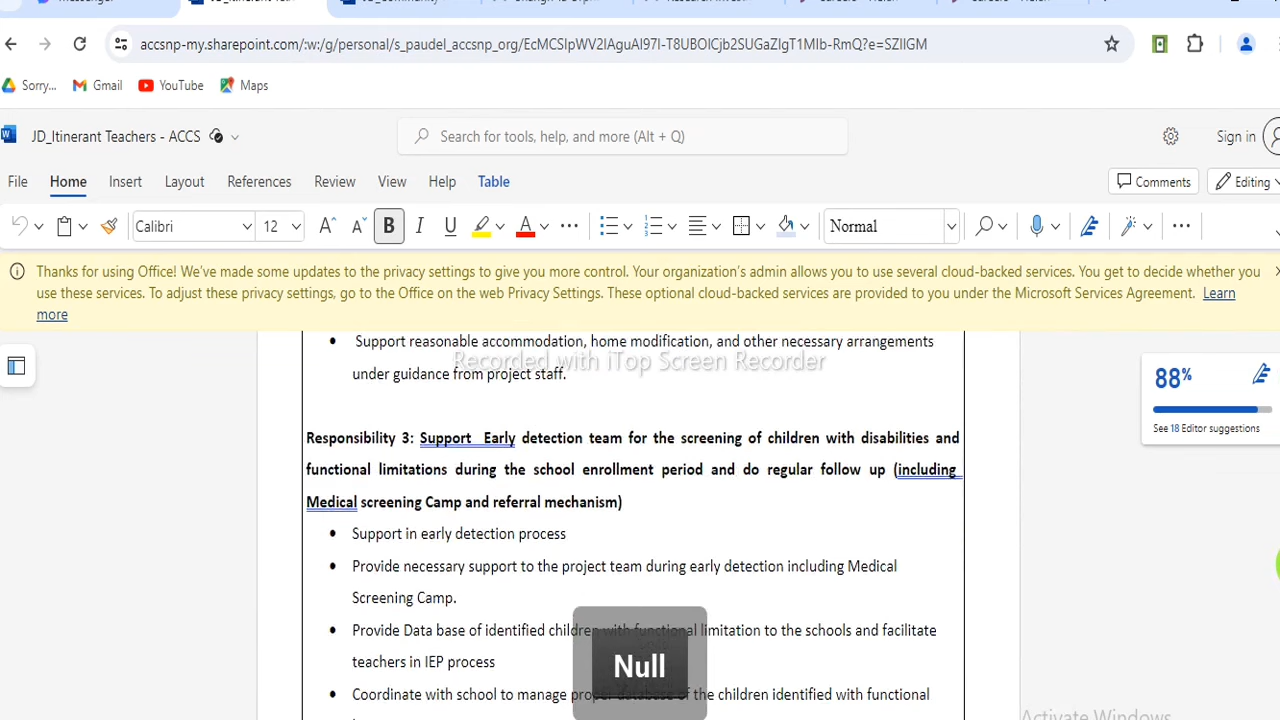 accsnp-my.sharepoint.com/:w:/g/personal/s_paudel_accsnp_org/EcMCSIpWV2IAguAI97I-T8UBOICjb2SUGaZIgT1MIb-RmQ?e=SZIIGM
Sorry... Gmail YouTube Maps
JD_Itinerant Teachers - ACCS
Search for tools, help, and more (Alt + Q)
Sign in
File Home Insert Layout References Review View Help Table
Comments Editing
Calibri 12 B I U A Normal
Thanks for using Office! We've made some updates to the privacy settings to give you more control. Your organization's admin allows you to use several cloud-backed services. You get to decide whether you
use these services. To adjust these privacy settings, go to the Office on the web Privacy Settings. These optional cloud-backed services are provided to you under the Microsoft Services Agreement. Learn
more
• Support reasonable accommodation, home modification, and other necessary arrangements
Recorded with iTop Screen Recorder
under guidance from project staff.
88%
See 18 Editor suggestions
Responsibility 3: Support Early detection team for the screening of children with disabilities and
functional limitations during the school enrollment period and do regular follow up (including
Medical screening Camp and referral mechanism)
• Support in early detection process
• Provide necessary support to the project team during early detection including Medical
Screening Camp.
• Provide Data base of identified children with functional limitation to the schools and facilitate
teachers in IEP process
Null
• Coordinate with school to manage proper database of the children identified with functional
Activate Windows